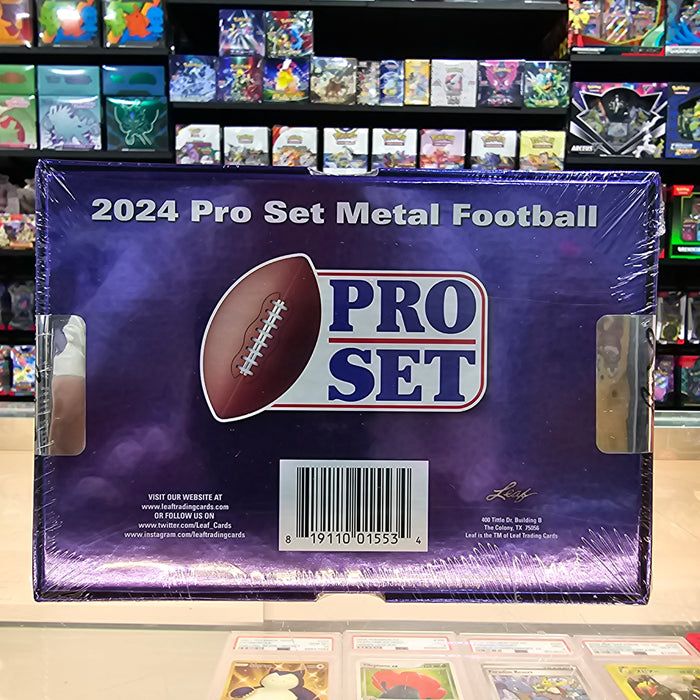 2024 Pro Set Metal Football
PRO
SET
VISIT OUR WEBSITE AT
www.leaftradingcards.com
OR FOLLOW US ON
www.twitter.com/Leaf_Cards
www.instagram.com/leaftradingcards
8 19110 01553 4
Leaf
400 Tittle Dr, Building B
The Colony, TX 75056
Leaf is the TM of Leaf Trading Cards
ARCEUS